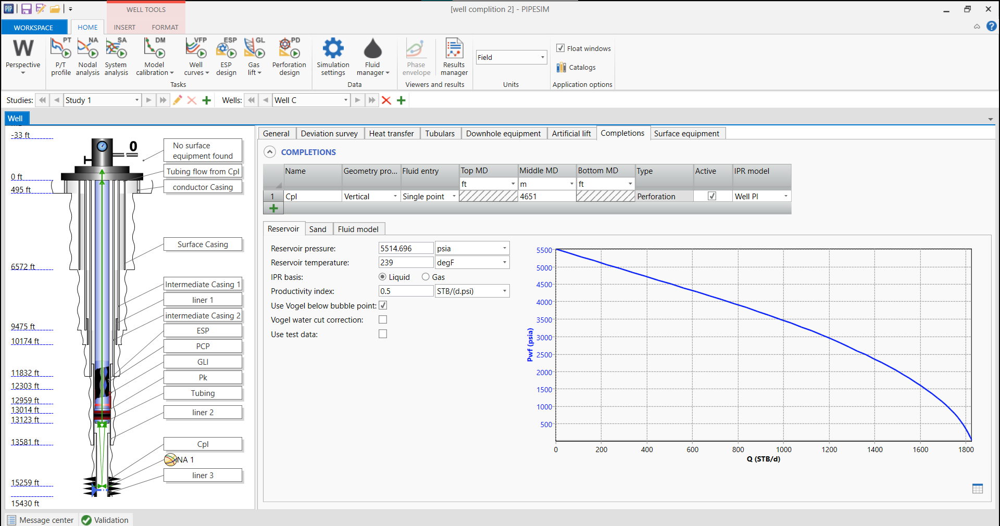 PIP
WELL TOOLS
[well complition 2] - PIPESIM
WORKSPACE
HOME
INSERT
FORMAT
W
Perspective
PT
P/T
profile
NA
Nodal
analysis
SA
System
analysis
DM
Model
calibration
VFP
Well
curves
ESP
ESP
design
GL
Gas
lift
PD
Perforation
design
Tasks
Simulation
settings
Fluid
manager
Data
Phase
envelope
Results
manager
Viewers and results
Field
Units
Float windows
Catalogs
Application options
Studies:
Study 1
Wells:
Well C
Well
-33 ft
0 ft
495 ft
6572 ft
9475 ft
10174 ft
11832 ft
12303 ft
12959 ft
13014 ft
13123 ft
13581 ft
15259 ft
15430 ft
0
No surface
equipment found
Tubing flow from Cpl
conductor Casing
Surface Casing
Intermediate Casing 1
liner 1
intermediate Casing 2
ESP
PCP
GLI
Pk
Tubing
liner 2
Cpl
NA 1
liner 3
General
Deviation survey
Heat transfer
Tubulars
Downhole equipment
Artificial lift
Completions
Surface equipment
COMPLETIONS
Name
Geometry pro...
Fluid entry
Top MD
Middle MD
Bottom MD
Type
Active
IPR model
ft
m
ft
1
Cpl
Vertical
Single point
4651
Perforation
Well PI
Reservoir
Sand
Fluid model
Reservoir pressure:
5514.696
psia
Reservoir temperature:
239
degF
IPR basis:
Liquid
Gas
Productivity index:
0.5
STB/(d.psi)
Use Vogel below bubble point:
Vogel water cut correction:
Use test data:
5500
5000
4500
4000
3500
3000
2500
2000
1500
1000
500
Pwf (psia)
0
200
400
600
800
1000
1200
1400
1600
1800
Q (STB/d)
Message center
Validation